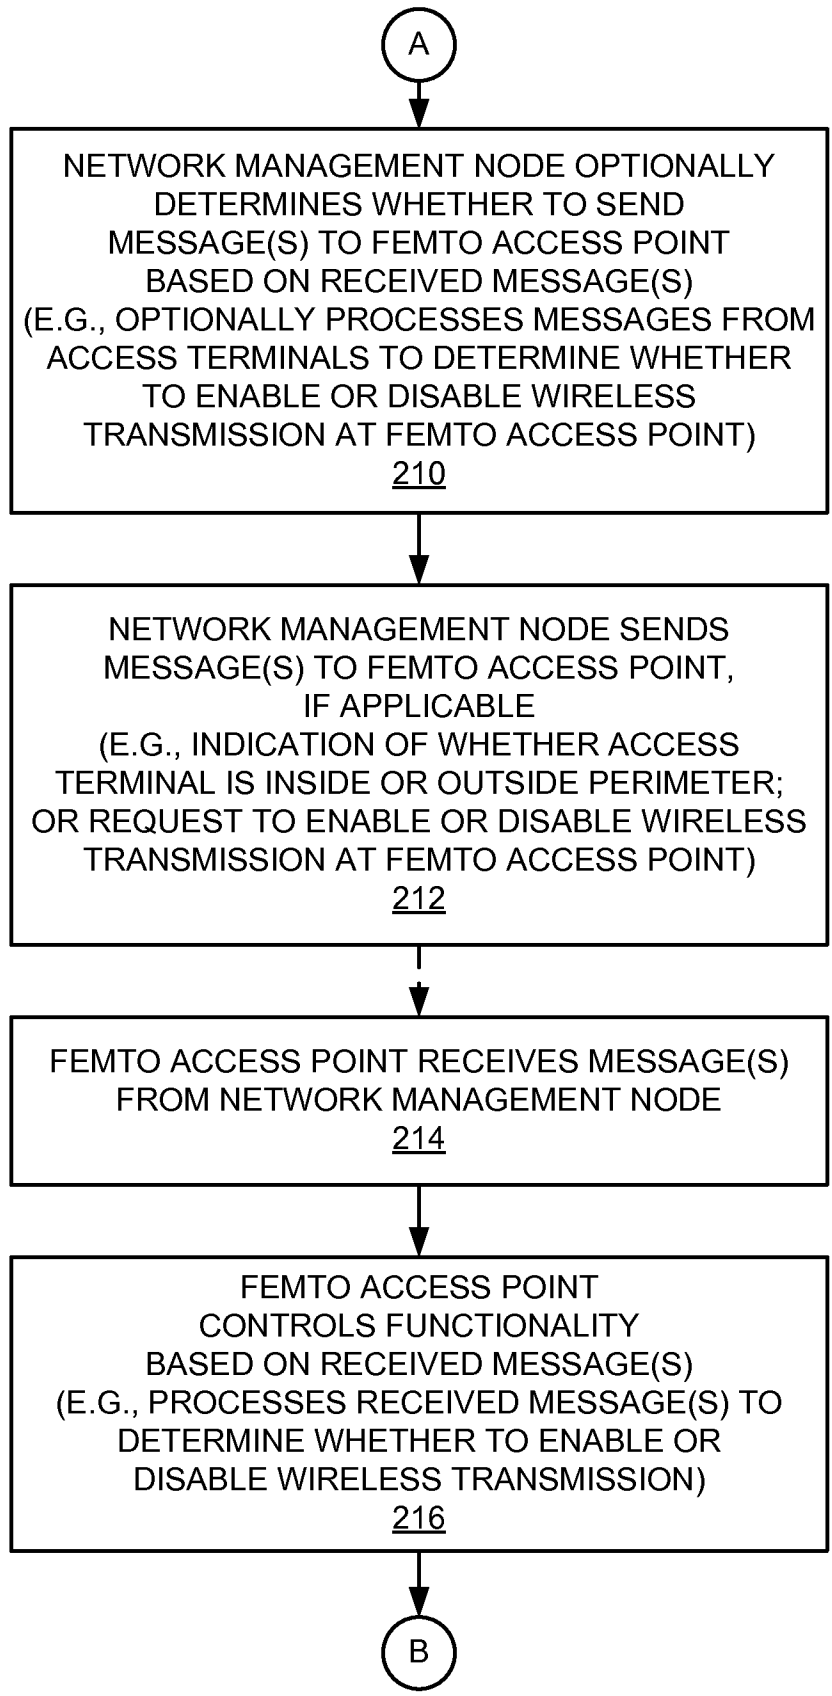 A
NETWORK MANAGEMENT NODE OPTIONALLY
DETERMINES WHETHER TO SEND
MESSAGE(S) TO FEMTO ACCESS POINT
BASED ON RECEIVED MESSAGE(S)
(E.G., OPTIONALLY PROCESSES MESSAGES FROM
ACCESS TERMINALS TO DETERMINE WHETHER
TO ENABLE OR DISABLE WIRELESS
TRANSMISSION AT FEMTO ACCESS POINT)
210
NETWORK MANAGEMENT NODE SENDS
MESSAGE(S) TO FEMTO ACCESS POINT,
IF APPLICABLE
(E.G., INDICATION OF WHETHER ACCESS
TERMINAL IS INSIDE OR OUTSIDE PERIMETER;
OR REQUEST TO ENABLE OR DISABLE WIRELESS
TRANSMISSION AT FEMTO ACCESS POINT)
212
FEMTO ACCESS POINT RECEIVES MESSAGE(S)
FROM NETWORK MANAGEMENT NODE
214
FEMTO ACCESS POINT
CONTROLS FUNCTIONALITY
BASED ON RECEIVED MESSAGE(S)
(E.G., PROCESSES RECEIVED MESSAGE(S) TO
DETERMINE WHETHER TO ENABLE OR
DISABLE WIRELESS TRANSMISSION)
216
B